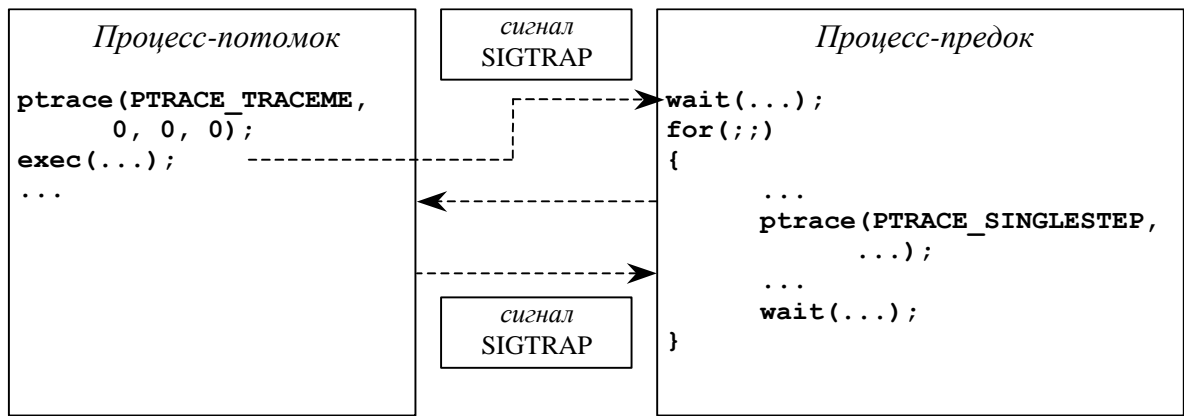 Процесс-потомок
ptrace(PTRACE_TRACEME,
0, 0, 0);
exec(...);
...
сигнал
SIGTRAP
сигнал
SIGTRAP
Процесс-предок
wait(...);
for(;;)
{
...
ptrace(PTRACE_SINGLESTEP,
...);
...
wait(...);
}